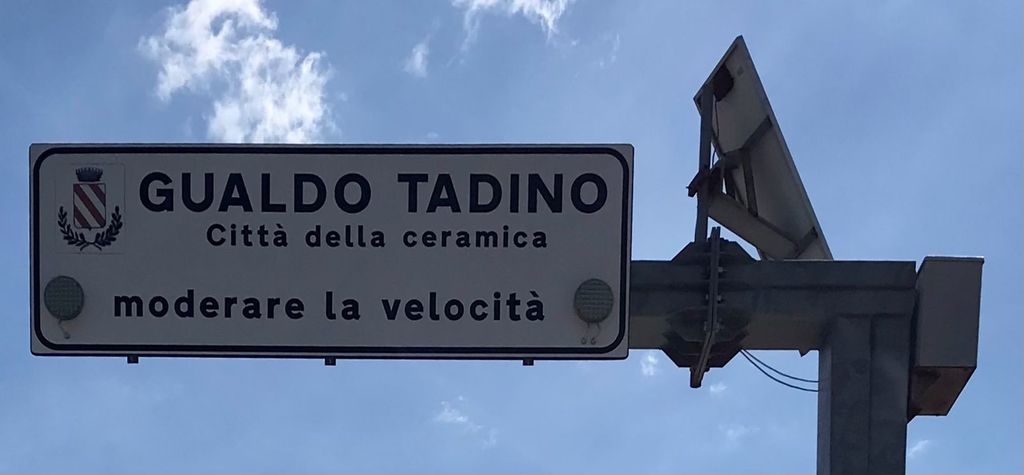 GUALDO TADINO
Città della ceramica
moderare la velocità